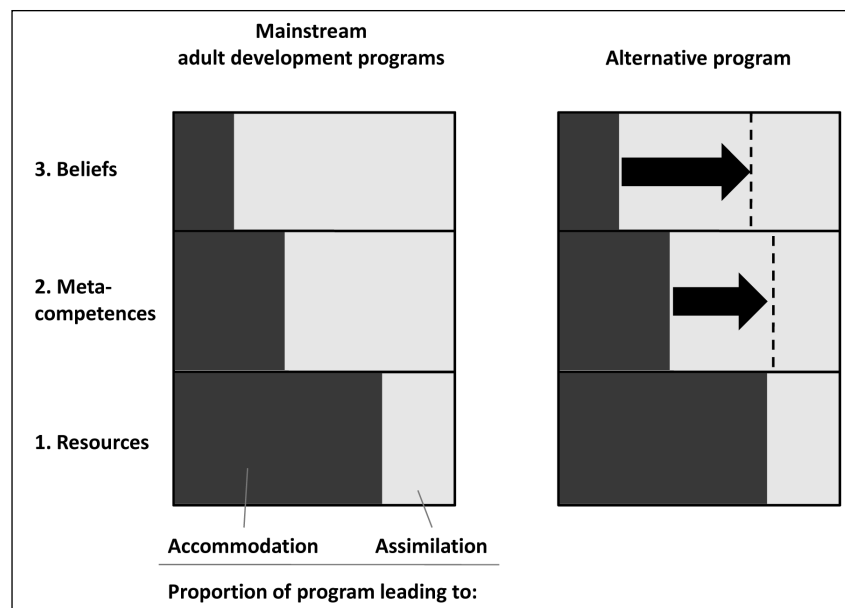 Mainstream
adult development programs
Alternative program
3. Beliefs
2. Meta-
competences
1. Resources
Accommodation
Assimilation
Proportion of program leading to: